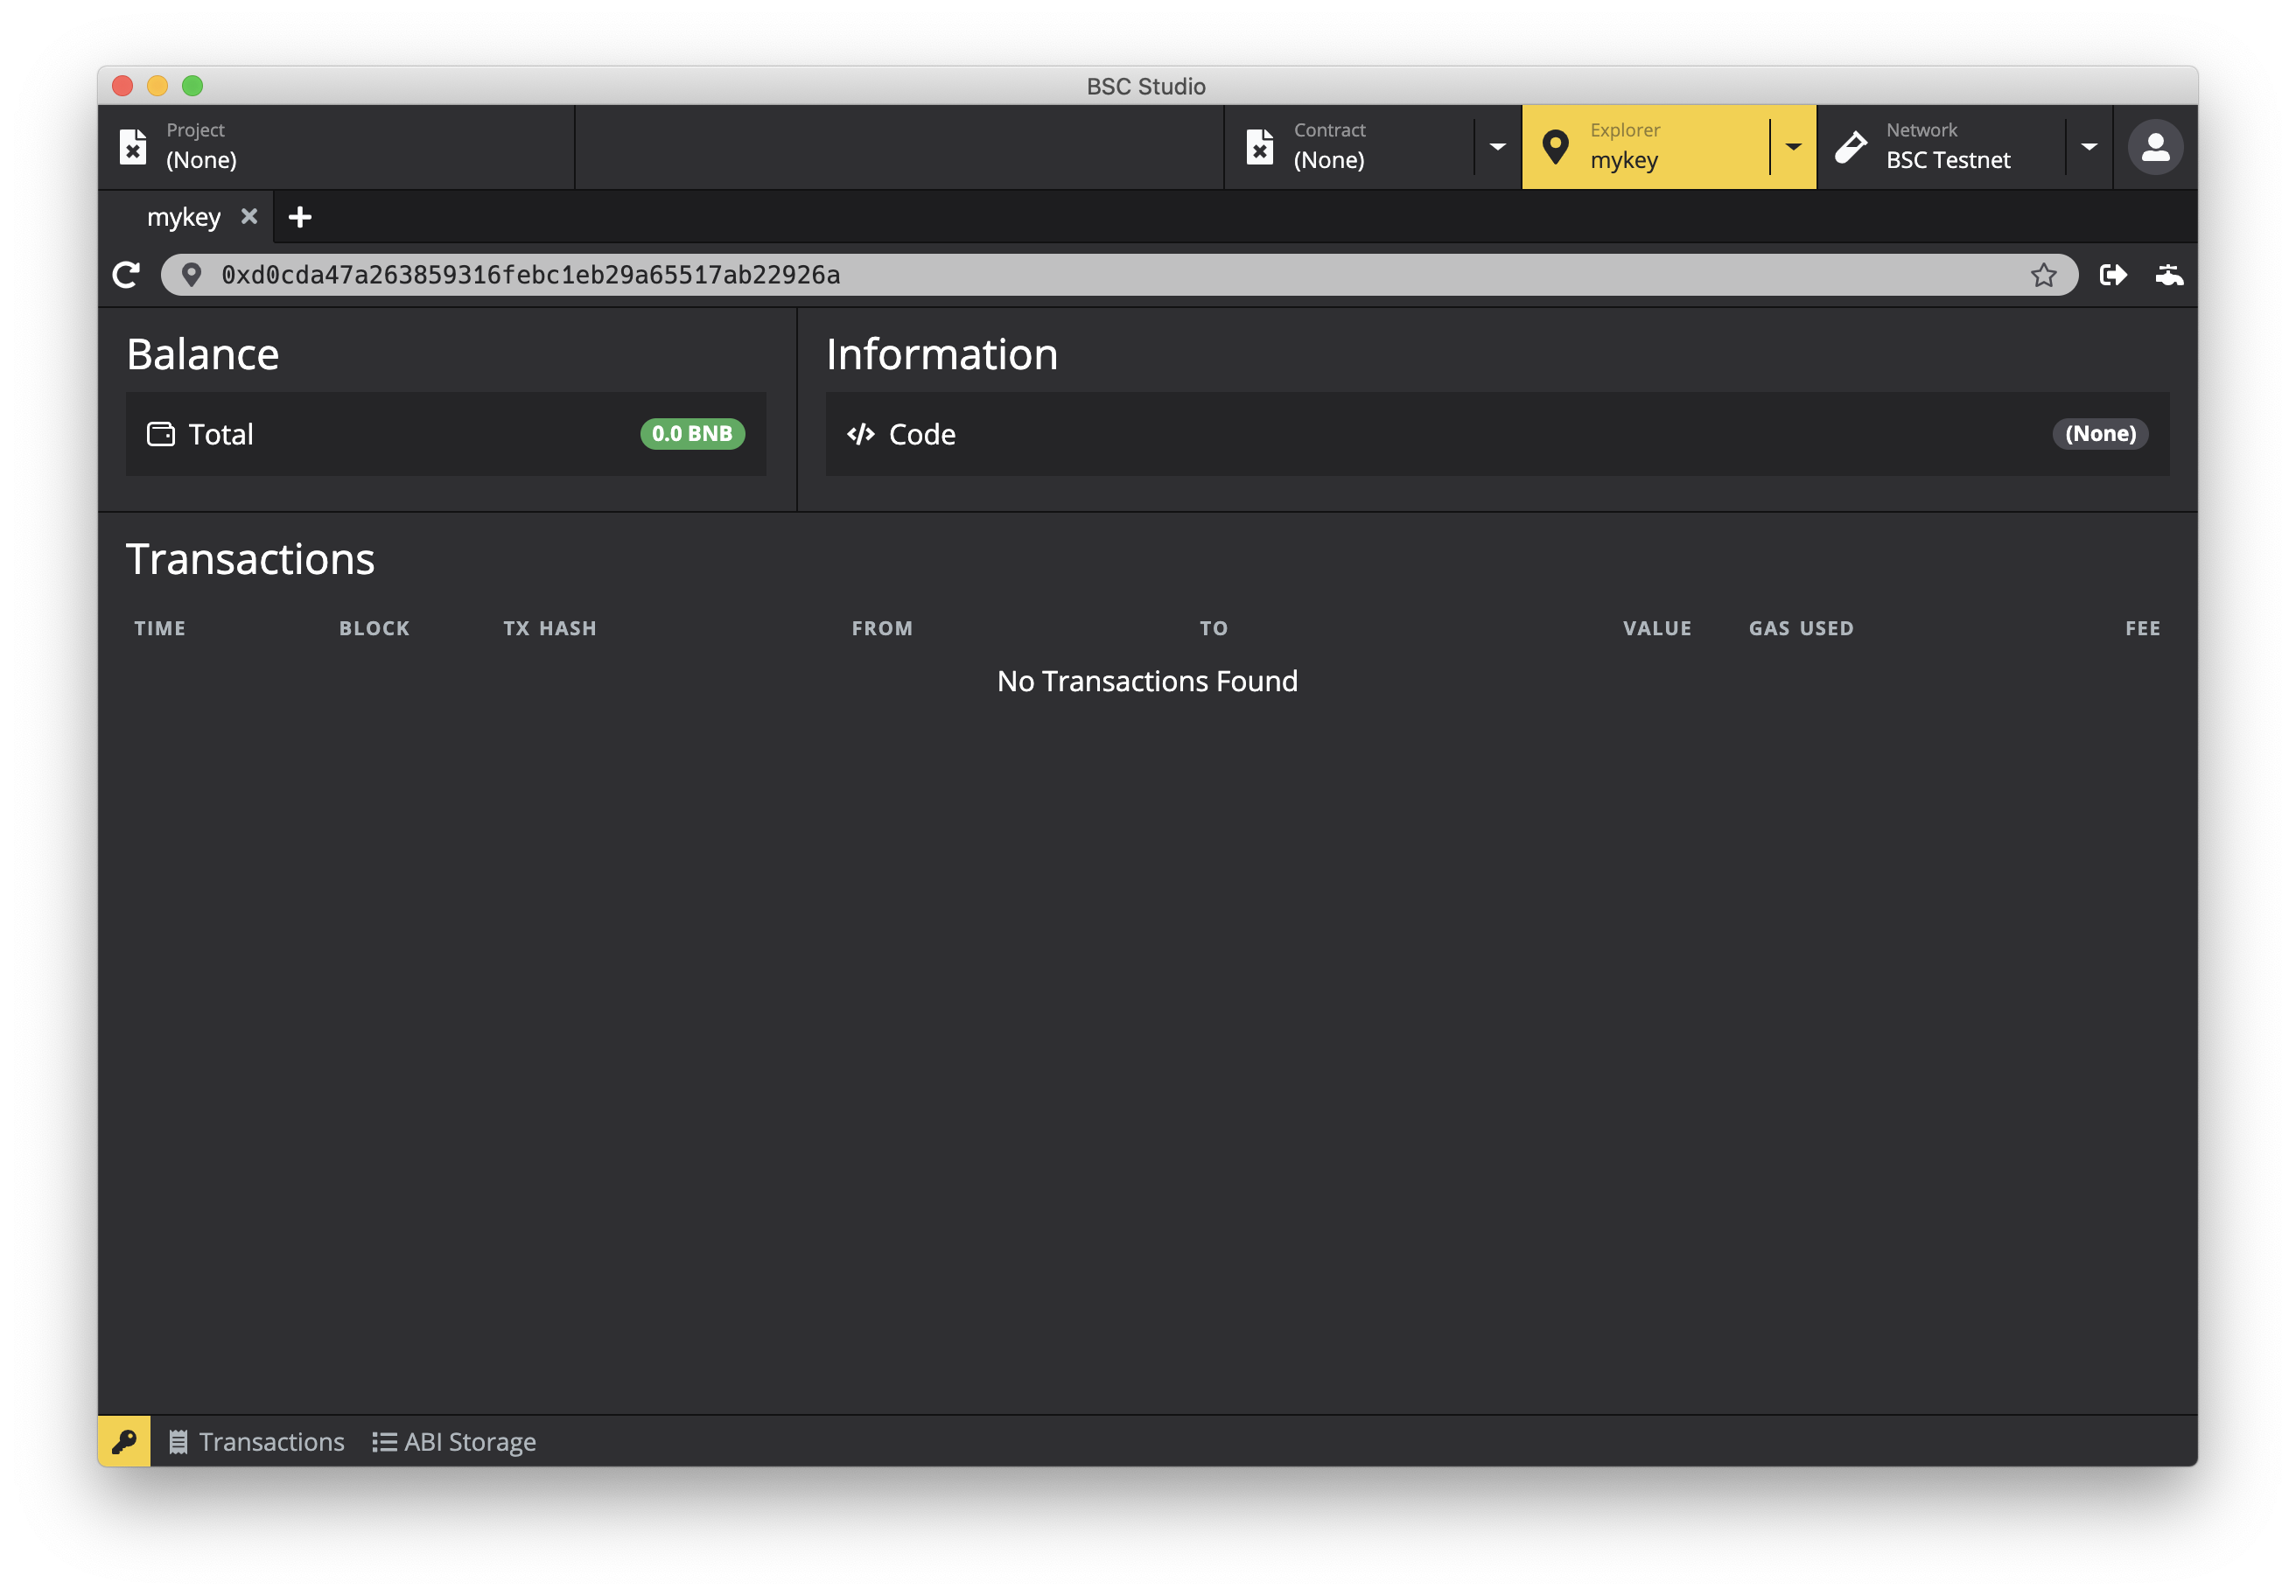 BSC Studio
Project
(None)
Contract
(None)
Explorer
mykey
Network
BSC Testnet
mykey
0xd0cda47a263859316febc1eb29a65517ab22926a
Balance
Total 0.0 BNB
Information
Code (None)
Transactions
TIME BLOCK TX HASH FROM TO VALUE GAS USED FEE
No Transactions Found
Transactions ABI Storage